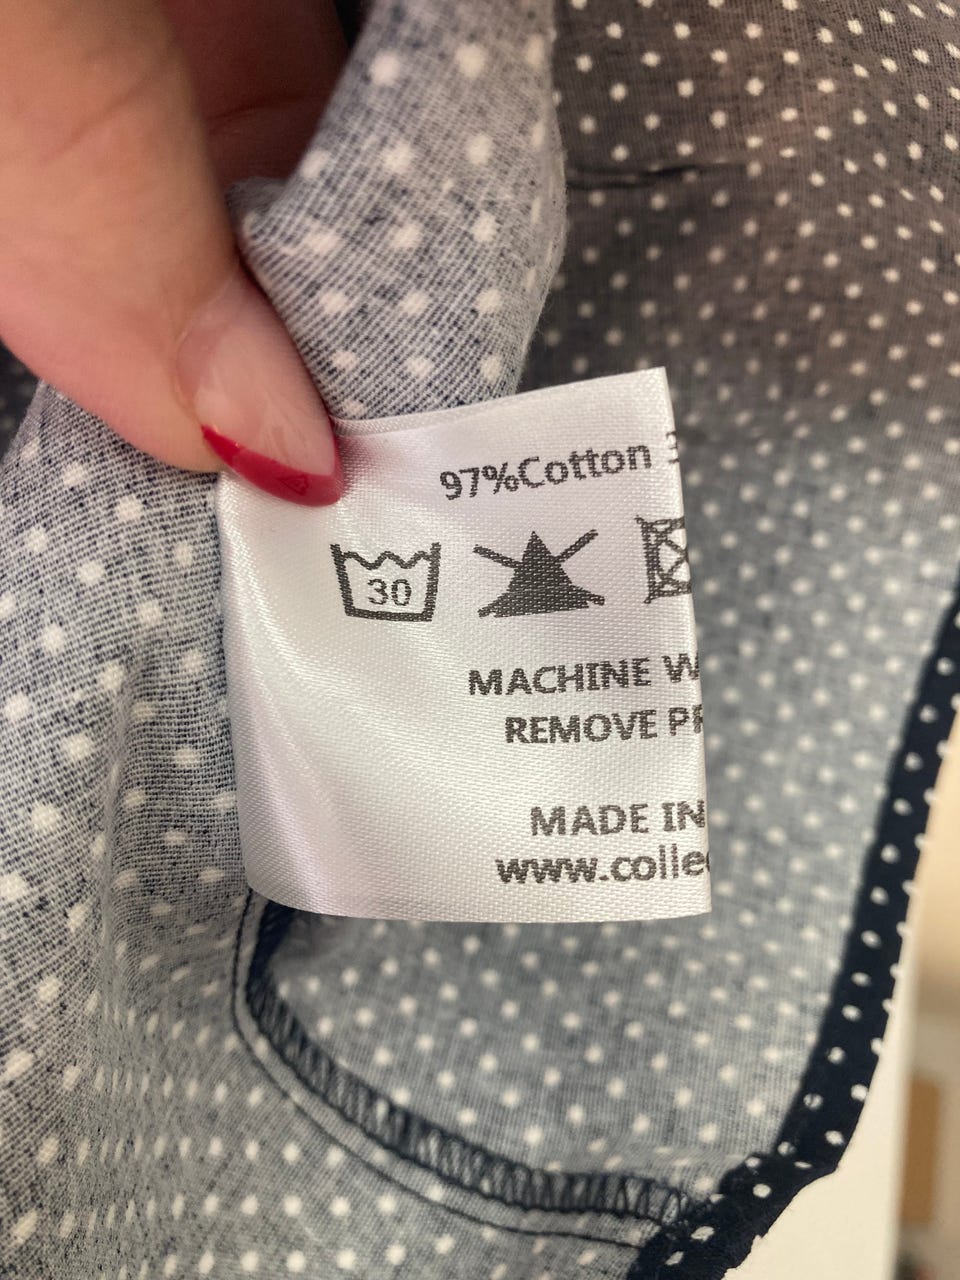 97%Cotton
30
MACHINE
REMOVE
MADE IN
www.colle